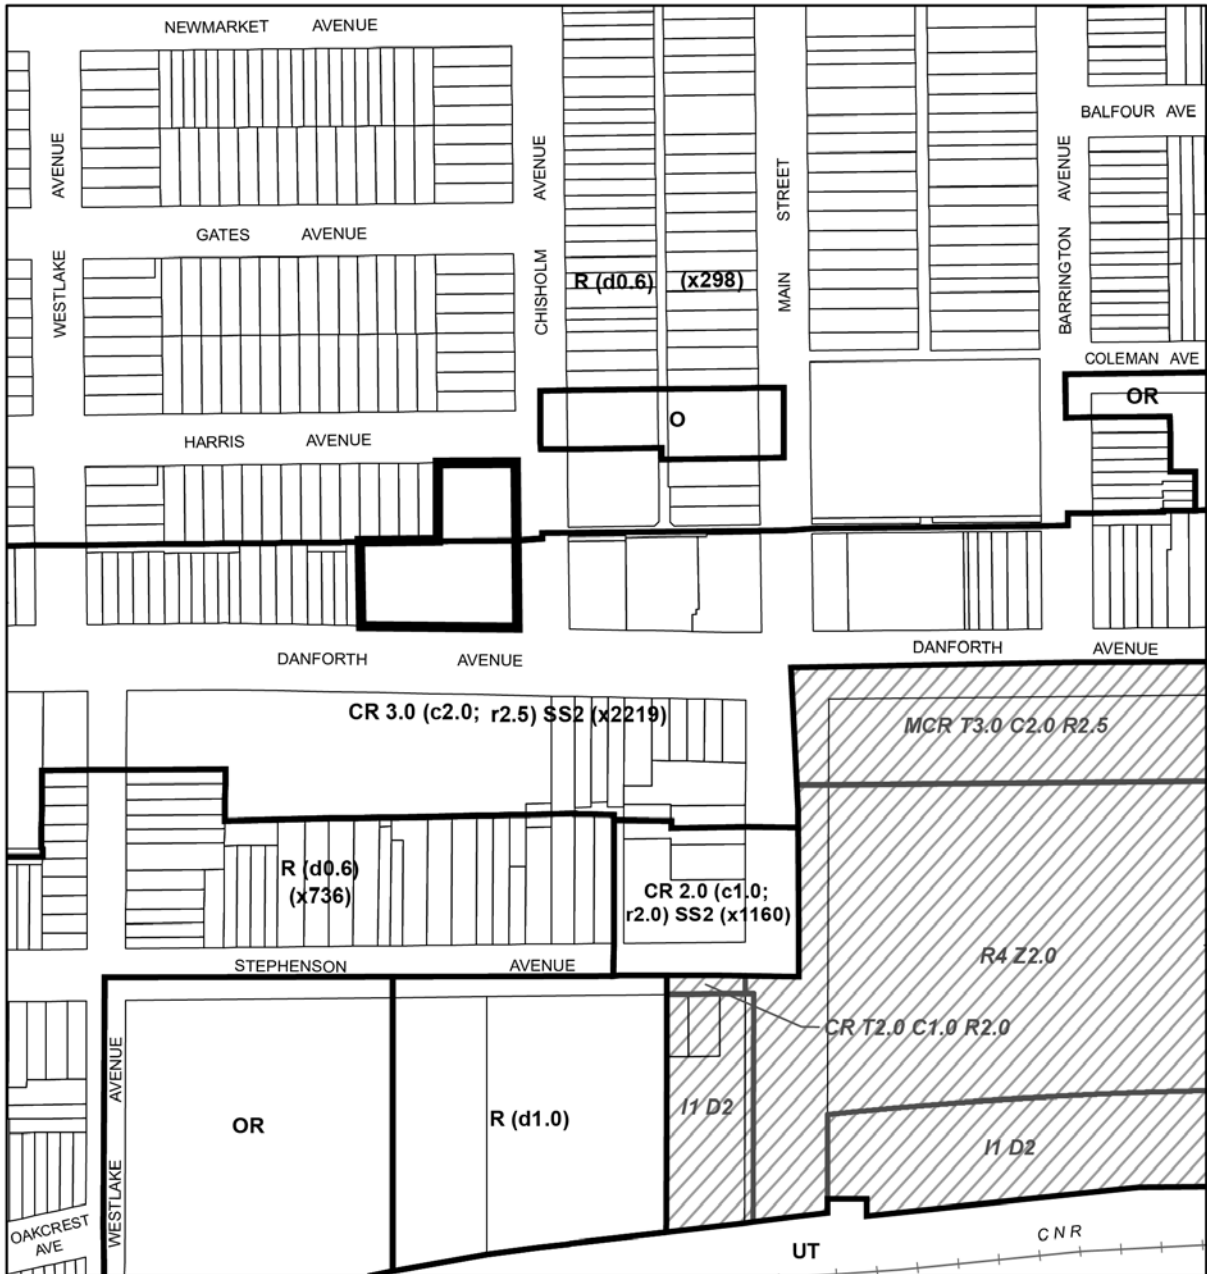 NEWMARKET AVENUE
BALFOUR AVE
AVENUE
AVENUE
STREET
AVENUE
GATES AVENUE
WESTLAKE
CHISHOLM
R (d0.6) (x298)
MAIN
BARRINGTON
COLEMAN AVE
OR
O
HARRIS AVENUE
DANFORTH AVENUE
DANFORTH AVENUE
CR 3.0 (c2.0; r2.5) SS2 (x2219)
MCR T3.0 C2.0 R2.5
R (d0.6)
(x736)
CR 2.0 (c1.0;
r2.0) SS2 (x1160)
R4 Z2.0
STEPHENSON AVENUE
CR T2.0 C1.0 R2.0
AVENUE
WESTLAKE
OR
R (d1.0)
I1 D2
I1 D2
OAKCREST
AVE
UT
CNR